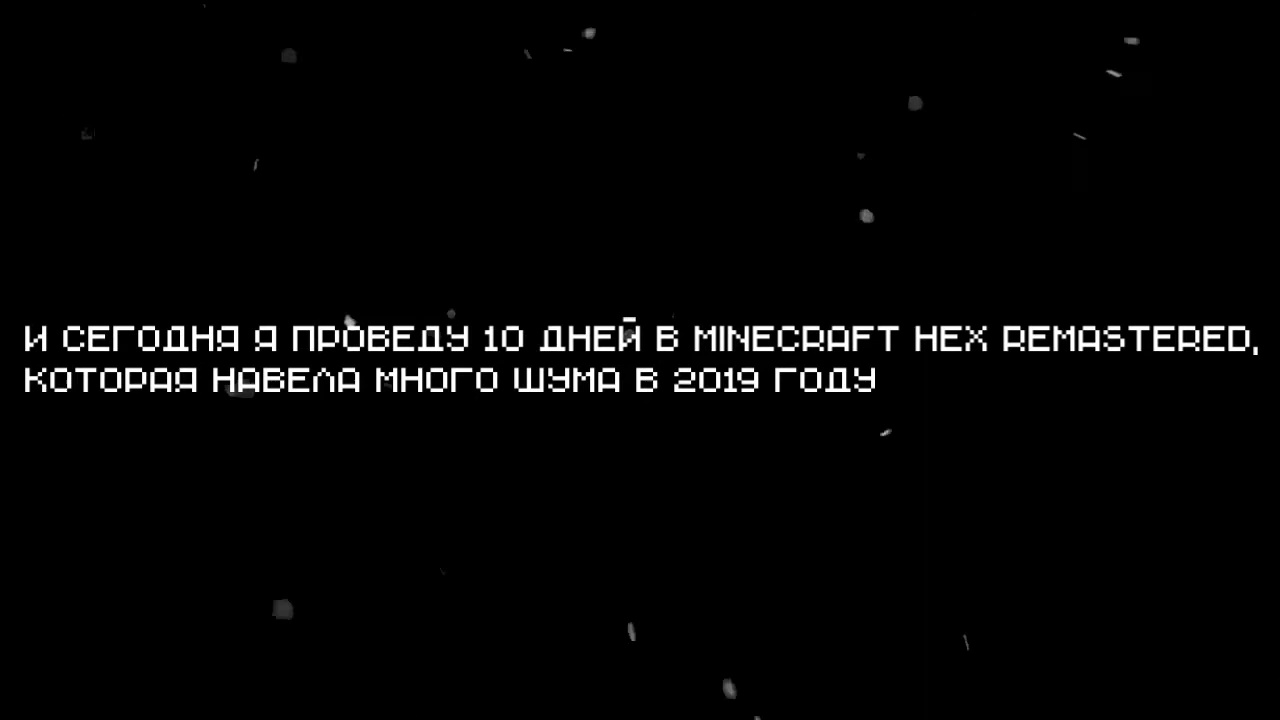 И СЕГОДНЯ Я ПРОВЕДУ 10 ДНЕЙ В MINECRAFT HEX REMASTERED,
КОТОРАЯ НАВЕЛА МНОГО ШУМА В 2019 ГОДУ